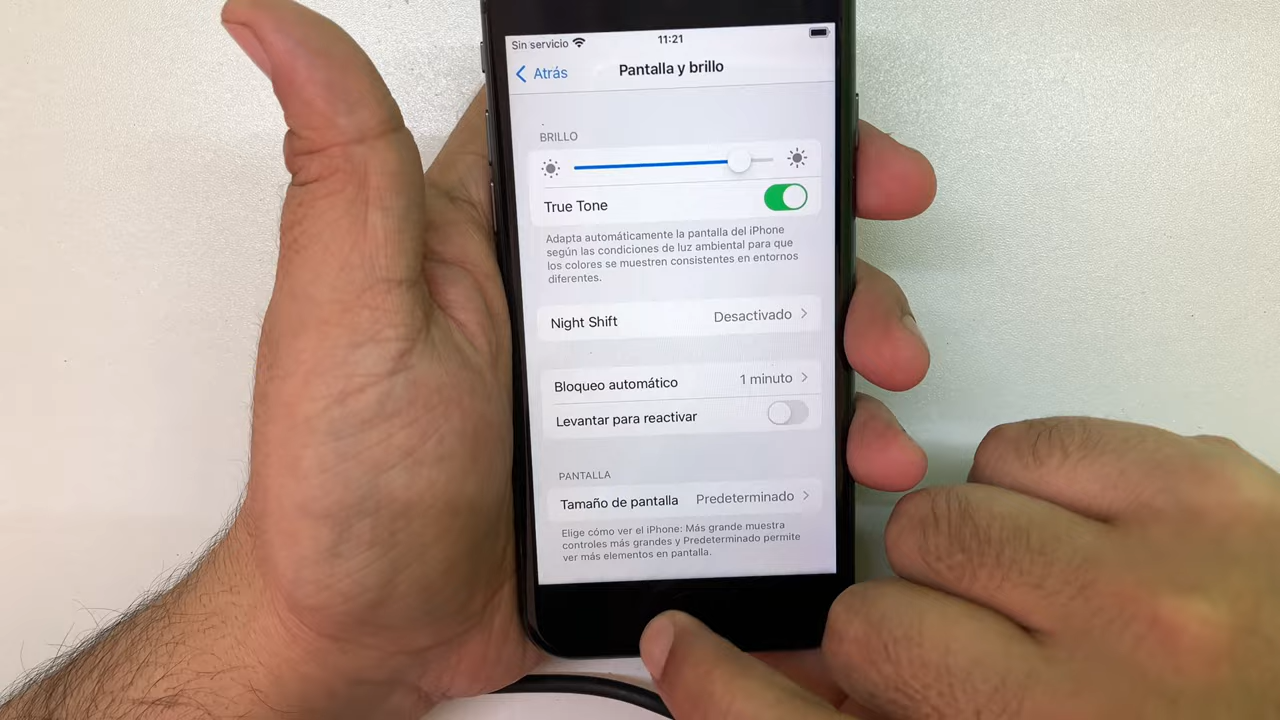 Sin servicio 11:21
Atrás Pantalla y brillo
BRILLO
True Tone
Adapta automáticamente la pantalla del iPhone
según las condiciones de luz ambiental para que
los colores se muestren consistentes en entornos
diferentes.
Night Shift Desactivado
Bloqueo automático 1 minuto
Levantar para reactivar
PANTALLA
Tamaño de pantalla Predeterminado
Elige cómo ver el iPhone: Más grande muestra
controles más grandes y Predeterminado permite
ver más elementos en pantalla.